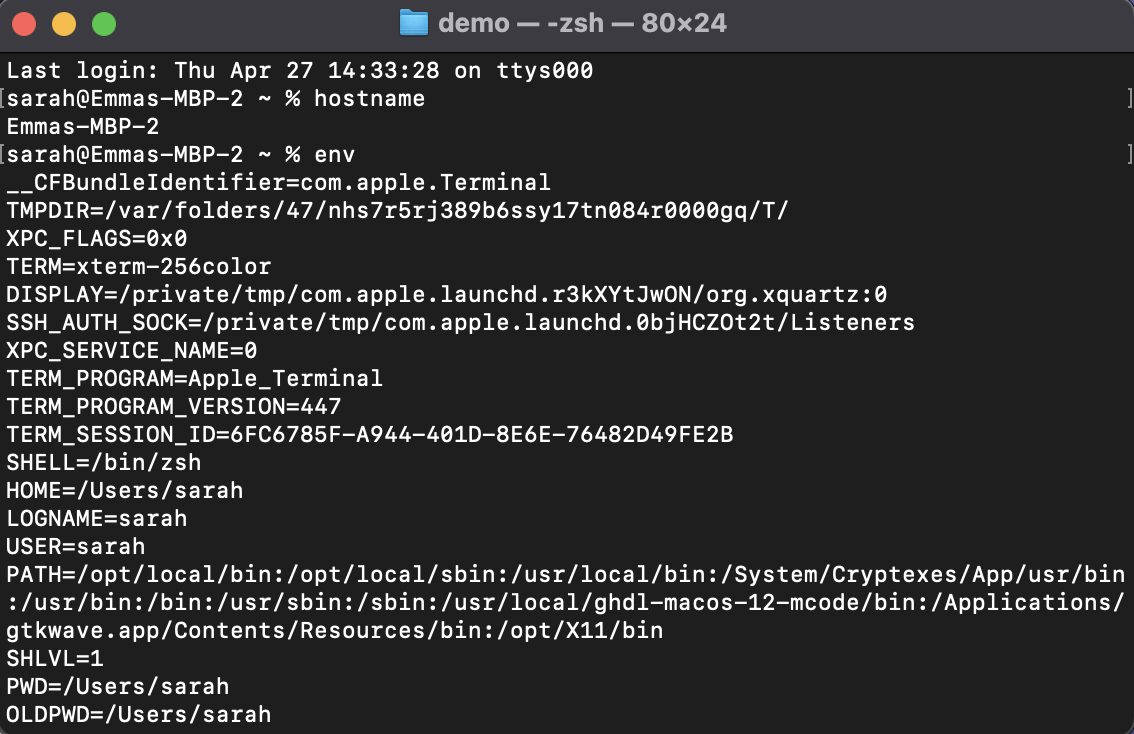 demo — -zsh — 80×24
Last login: Thu Apr 27 14:33:28 on ttys000
[sarah@Emmas-MBP-2 ~ % hostname ]
Emmas-MBP-2
[sarah@Emmas-MBP-2 ~ % env ]
__CFBundleIdentifier=com.apple.Terminal
TMPDIR=/var/folders/47/nhs7r5rj389b6ssy17tn084r0000gq/T/
XPC_FLAGS=0x0
TERM=xterm-256color
DISPLAY=/private/tmp/com.apple.launchd.r3kXYtJwON/org.xquartz:0
SSH_AUTH_SOCK=/private/tmp/com.apple.launchd.0bjHCZOt2t/Listeners
XPC_SERVICE_NAME=0
TERM_PROGRAM=Apple_Terminal
TERM_PROGRAM_VERSION=447
TERM_SESSION_ID=6FC6785F-A944-401D-8E6E-76482D49FE2B
SHELL=/bin/zsh
HOME=/Users/sarah
LOGNAME=sarah
USER=sarah
PATH=/opt/local/bin:/opt/local/sbin:/usr/local/bin:/System/Cryptexes/App/usr/bin
:/usr/bin:/bin:/usr/sbin:/sbin:/usr/local/ghdl-macos-12-mcode/bin:/Applications/
gtkwave.app/Contents/Resources/bin:/opt/X11/bin
SHLVL=1
PWD=/Users/sarah
OLDPWD=/Users/sarah